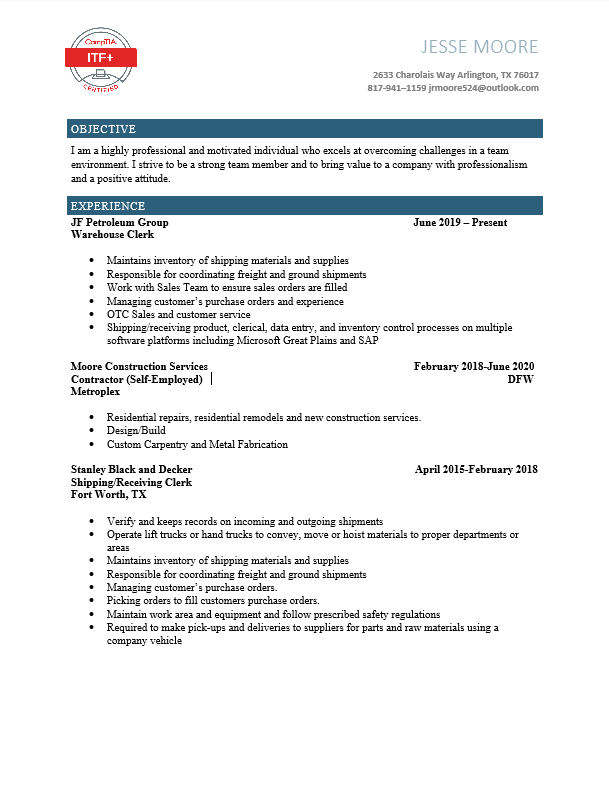 CompTIA
ITF+
CERTIFIED
JESSE MOORE
2633 Charolais Way Arlington, TX 76017
817-941–1159 jrmoore524@outlook.com
OBJECTIVE
I am a highly professional and motivated individual who excels at overcoming challenges in a team
environment. I strive to be a strong team member and to bring value to a company with professionalism
and a positive attitude.
EXPERIENCE
JF Petroleum Group June 2019 – Present
Warehouse Clerk
• Maintains inventory of shipping materials and supplies
• Responsible for coordinating freight and ground shipments
• Work with Sales Team to ensure sales orders are filled
• Managing customer’s purchase orders and experience
• OTC Sales and customer service
• Shipping/receiving product, clerical, data entry, and inventory control processes on multiple
software platforms including Microsoft Great Plains and SAP
Moore Construction Services February 2018-June 2020
Contractor (Self-Employed) DFW
Metroplex
• Residential repairs, residential remodels and new construction services.
• Design/Build
• Custom Carpentry and Metal Fabrication
Stanley Black and Decker April 2015-February 2018
Shipping/Receiving Clerk
Fort Worth, TX
• Verify and keeps records on incoming and outgoing shipments
• Operate lift trucks or hand trucks to convey, move or hoist materials to proper departments or
areas
• Maintains inventory of shipping materials and supplies
• Responsible for coordinating freight and ground shipments
• Managing customer’s purchase orders.
• Picking orders to fill customers purchase orders.
• Maintain work area and equipment and follow prescribed safety regulations
• Required to make pick-ups and deliveries to suppliers for parts and raw materials using a
company vehicle